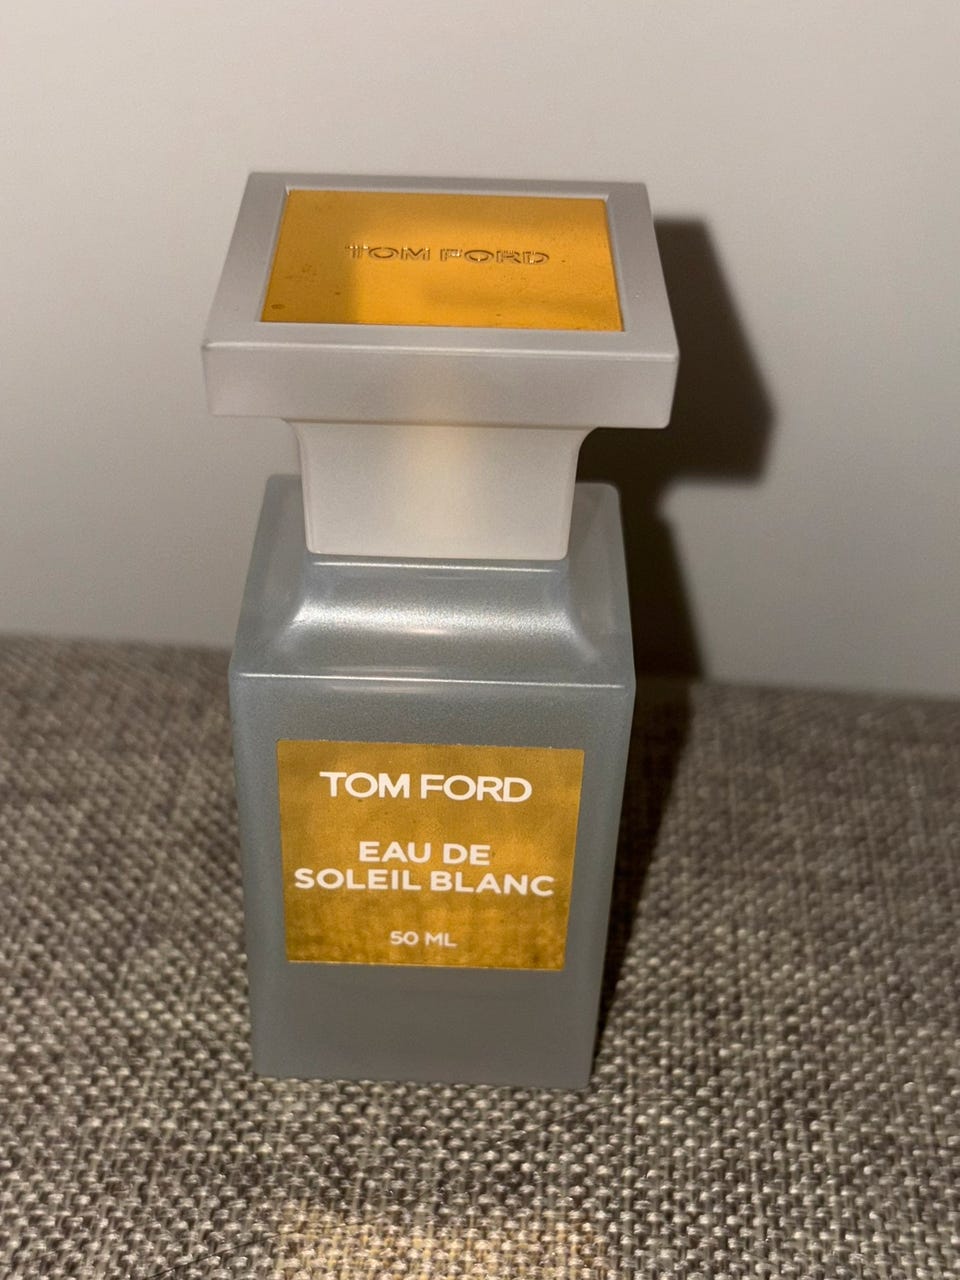 TOM FORD
TOM FORD
EAU DE
SOLEIL BLANC
50 ML